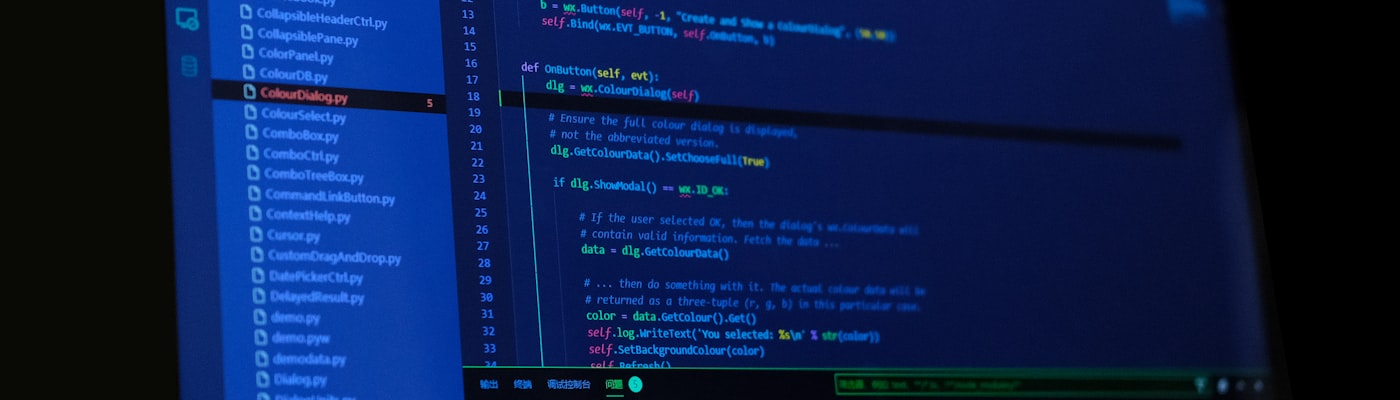 CollapsibleHeaderCtrl.py
CollapsiblePane.py
ColorPanel.py
ColourDB.py
ColourDialog.py 5
ColourSelect.py
ComboBox.py
ComboCtrl.py
ComboTreeBox.py
CommandLinkButton.py
ContextHelp.py
Cursor.py
CustomDragAndDrop.py
DatePickerCtrl.py
DelayedResult.py
demo.py
demo.pyw
demodata.py
Dialog.py
13 b = wx.Button(self, -1, "Create and Show a ColourDialog", (50,50))
14 self.Bind(wx.EVT_BUTTON, self.OnButton, b)
15
16 def OnButton(self, evt):
17 dlg = wx.ColourDialog(self)
18
19 # Ensure the full colour dialog is displayed,
20 # not the abbreviated version.
21 dlg.GetColourData().SetChooseFull(True)
22
23 if dlg.ShowModal() == wx.ID_OK:
24
25 # If the user selected OK, then the dialog's wx.ColourData will
26 # contain valid information. Fetch the data ...
27 data = dlg.GetColourData()
28
29 # ... then do something with it. The actual colour data will be
30 # returned as a three-tuple (r, g, b) in this particular case.
31 color = data.GetColour().Get()
32 self.log.WriteText('You selected: %s\n' % str(color))
33 self.SetBackgroundColour(color)
34 self.Refresh()
输出 终端 调试控制台 问题 5